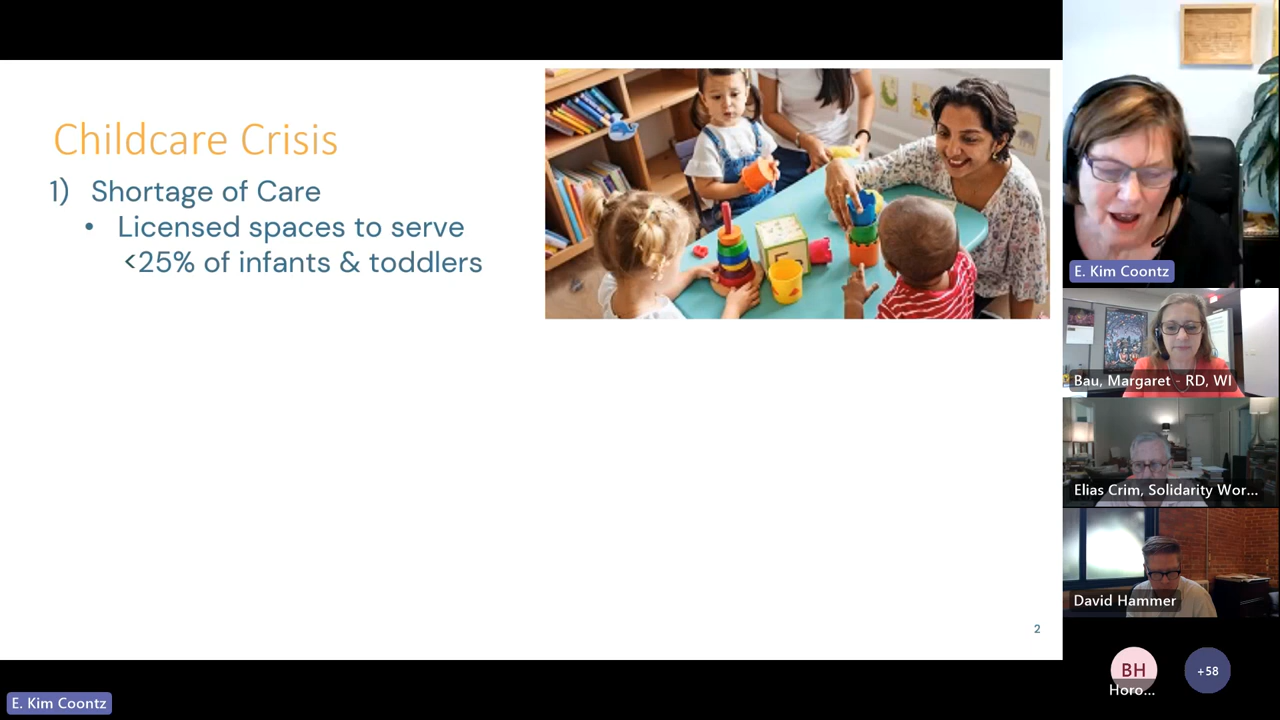 Childcare Crisis
1) Shortage of Care
• Licensed spaces to serve
<25% of infants & toddlers
2
E. Kim Coontz
E. Kim Coontz
Bau, Margaret - RD, WI
Elias Crim, Solidarity Wor...
David Hammer
BH
Horo...
+58